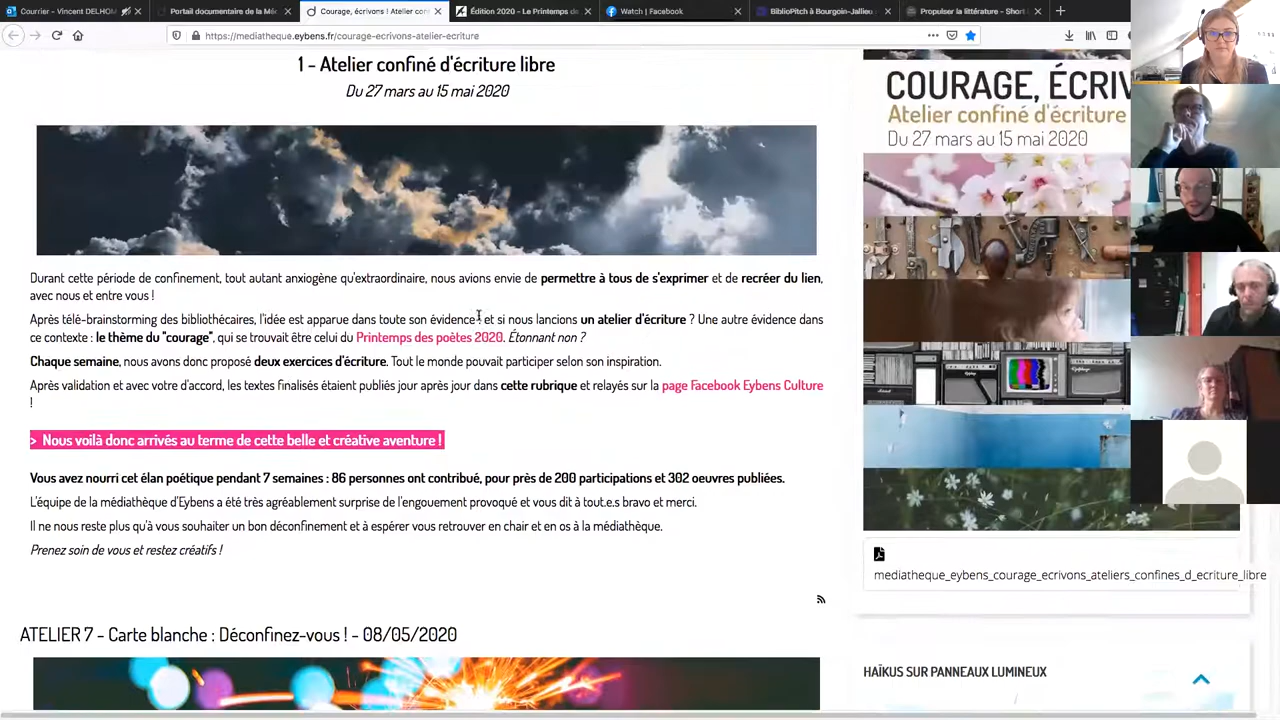 Courrier – Vincent DELHOM
Portail documentaire de la Mé
Courage, écrivons ! Atelier con
Édition 2020 - Le Printemps de
Watch | Facebook
BiblioPitch à Bourgoin-Jallieu
Propulser la littérature - Short
https://mediatheque.eybens.fr/courage-ecrivons-atelier-ecriture
1 - Atelier confiné d'écriture libre
Du 27 mars au 15 mai 2020
Durant cette période de confinement, tout autant anxiogène qu'extraordinaire, nous avions envie de permettre à tous de s'exprimer et de recréer du lien,
avec nous et entre vous !
Après télé-brainstorming des bibliothécaires, l'idée est apparue dans toute son évidence : et si nous lancions un atelier d'écriture ? Une autre évidence dans
ce contexte : le thème du "courage", qui se trouvait être celui du Printemps des poètes 2020. Étonnant non ?
Chaque semaine, nous avons donc proposé deux exercices d'écriture. Tout le monde pouvait participer selon son inspiration.
Après validation et avec votre d'accord, les textes finalisés étaient publiés jour après jour dans cette rubrique et relayés sur la page Facebook Eybens Culture
!
> Nous voilà donc arrivés au terme de cette belle et créative aventure !
Vous avez nourri cet élan poétique pendant 7 semaines : 86 personnes ont contribué, pour près de 200 participations et 302 oeuvres publiées.
L'équipe de la médiathèque d'Eybens a été très agréablement surprise de l'engouement provoqué et vous dit à tout.e.s bravo et merci.
Il ne nous reste plus qu'à vous souhaiter un bon déconfinement et à espérer vous retrouver en chair et en os à la médiathèque.
Prenez soin de vous et restez créatifs !
ATELIER 7 - Carte blanche : Déconfinez-vous ! - 08/05/2020
COURAGE, ÉCRIV
Atelier confiné d'écriture
Du 27 mars au 15 mai 2020
mediatheque_eybens_courage_ecrivons_ateliers_confines_d_ecriture_libre
HAÏKUS SUR PANNEAUX LUMINEUX